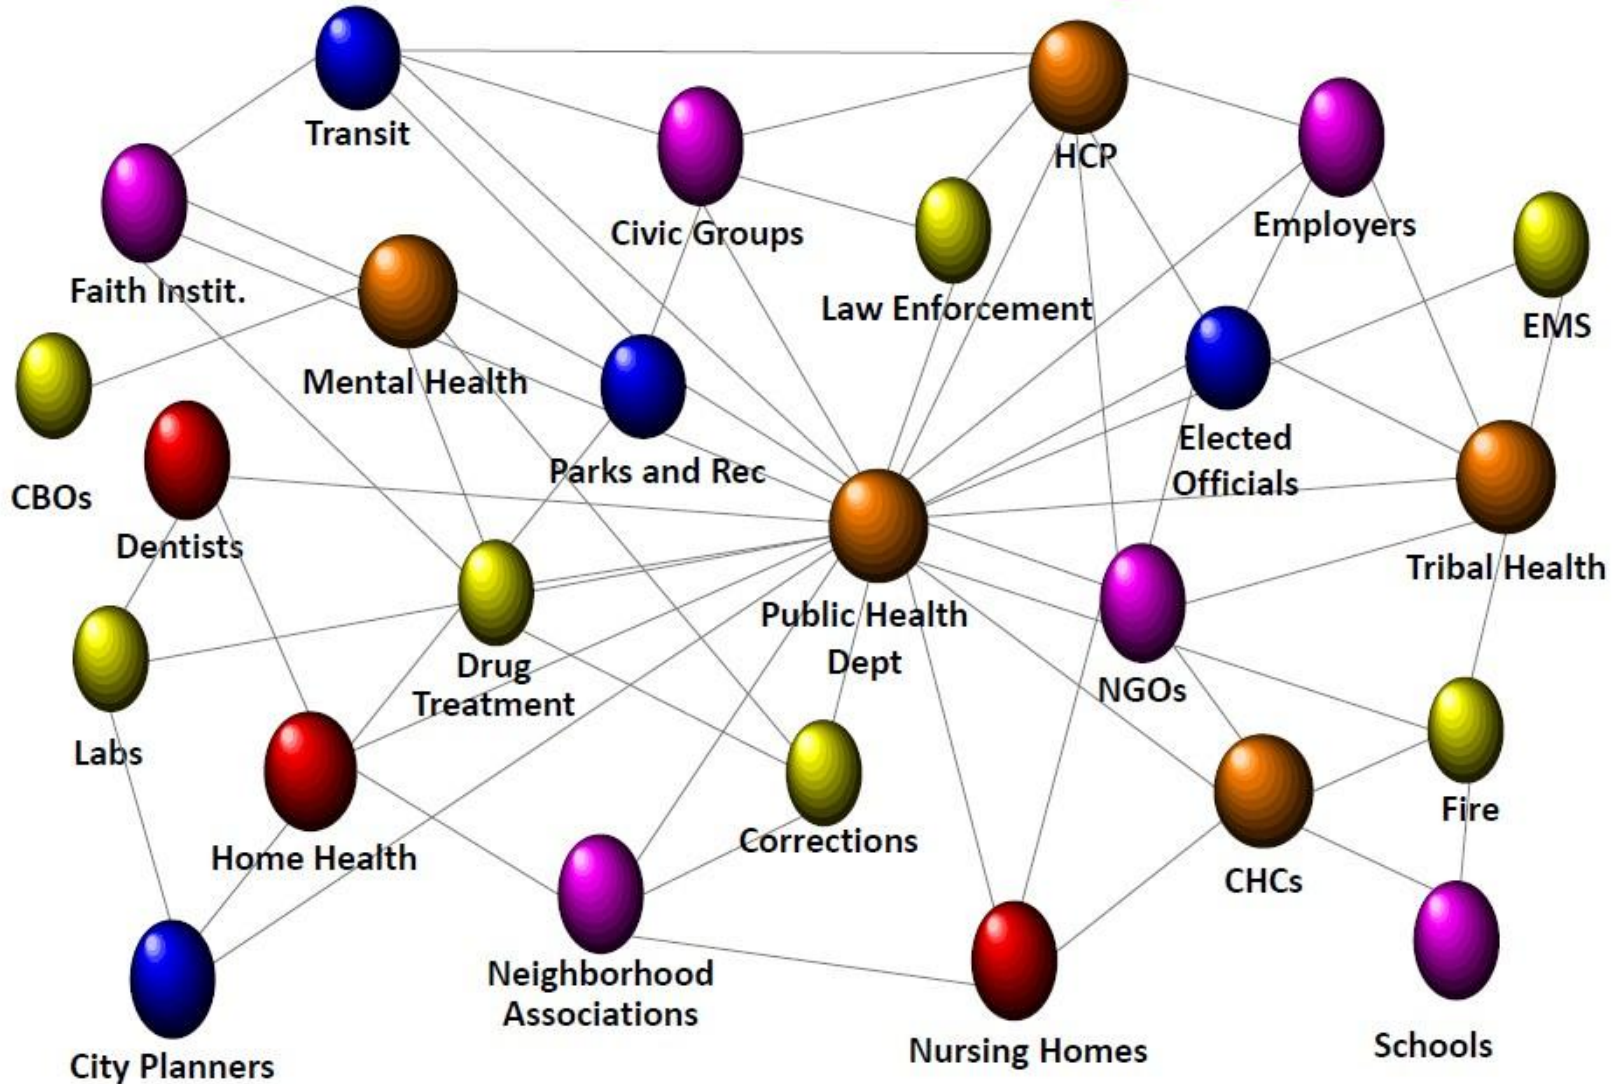 Transit
HCP
Civic Groups
Employers
Faith Instit.
Law Enforcement
EMS
Mental Health
Elected
Officials
Parks and Rec
CBOs
Dentists
Tribal Health
Public Health
Dept
Drug
Treatment
NGOs
Labs
Fire
Corrections
Home Health
CHCs
Neighborhood
Associations
Nursing Homes
Schools
City Planners